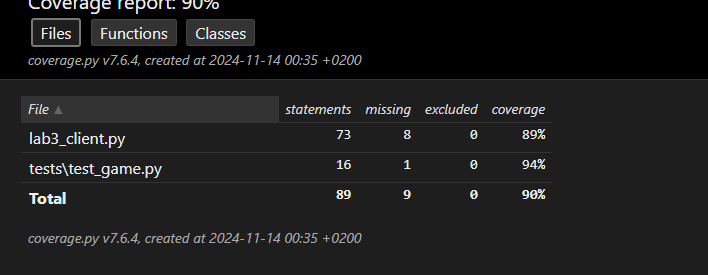 Coverage report: 90%
Files Functions Classes
coverage.py v7.6.4, created at 2024-11-14 00:35 +0200
File ▲ statements missing excluded coverage
lab3_client.py 73 8 0 89%
tests\test_game.py 16 1 0 94%
Total 89 9 0 90%
coverage.py v7.6.4, created at 2024-11-14 00:35 +0200